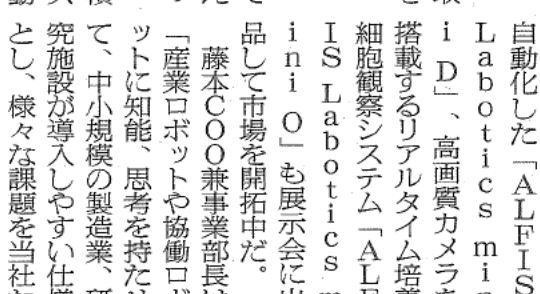 自動化した「ALFIS
Labotics mi
i D」、高画質カメラを
搭載するリアルタイム培養
細胞観察システム「ALF
IS Labotics m
ini O」も展示会に出
品して市場を開拓中だ。
藤本COO兼事業部長は
「産業ロボットや協働ロボ
ットに知能、思考を持たせ
て、中小規模の製造業、研
究施設が導入しやすい仕様
とし、様々な課題を当社な